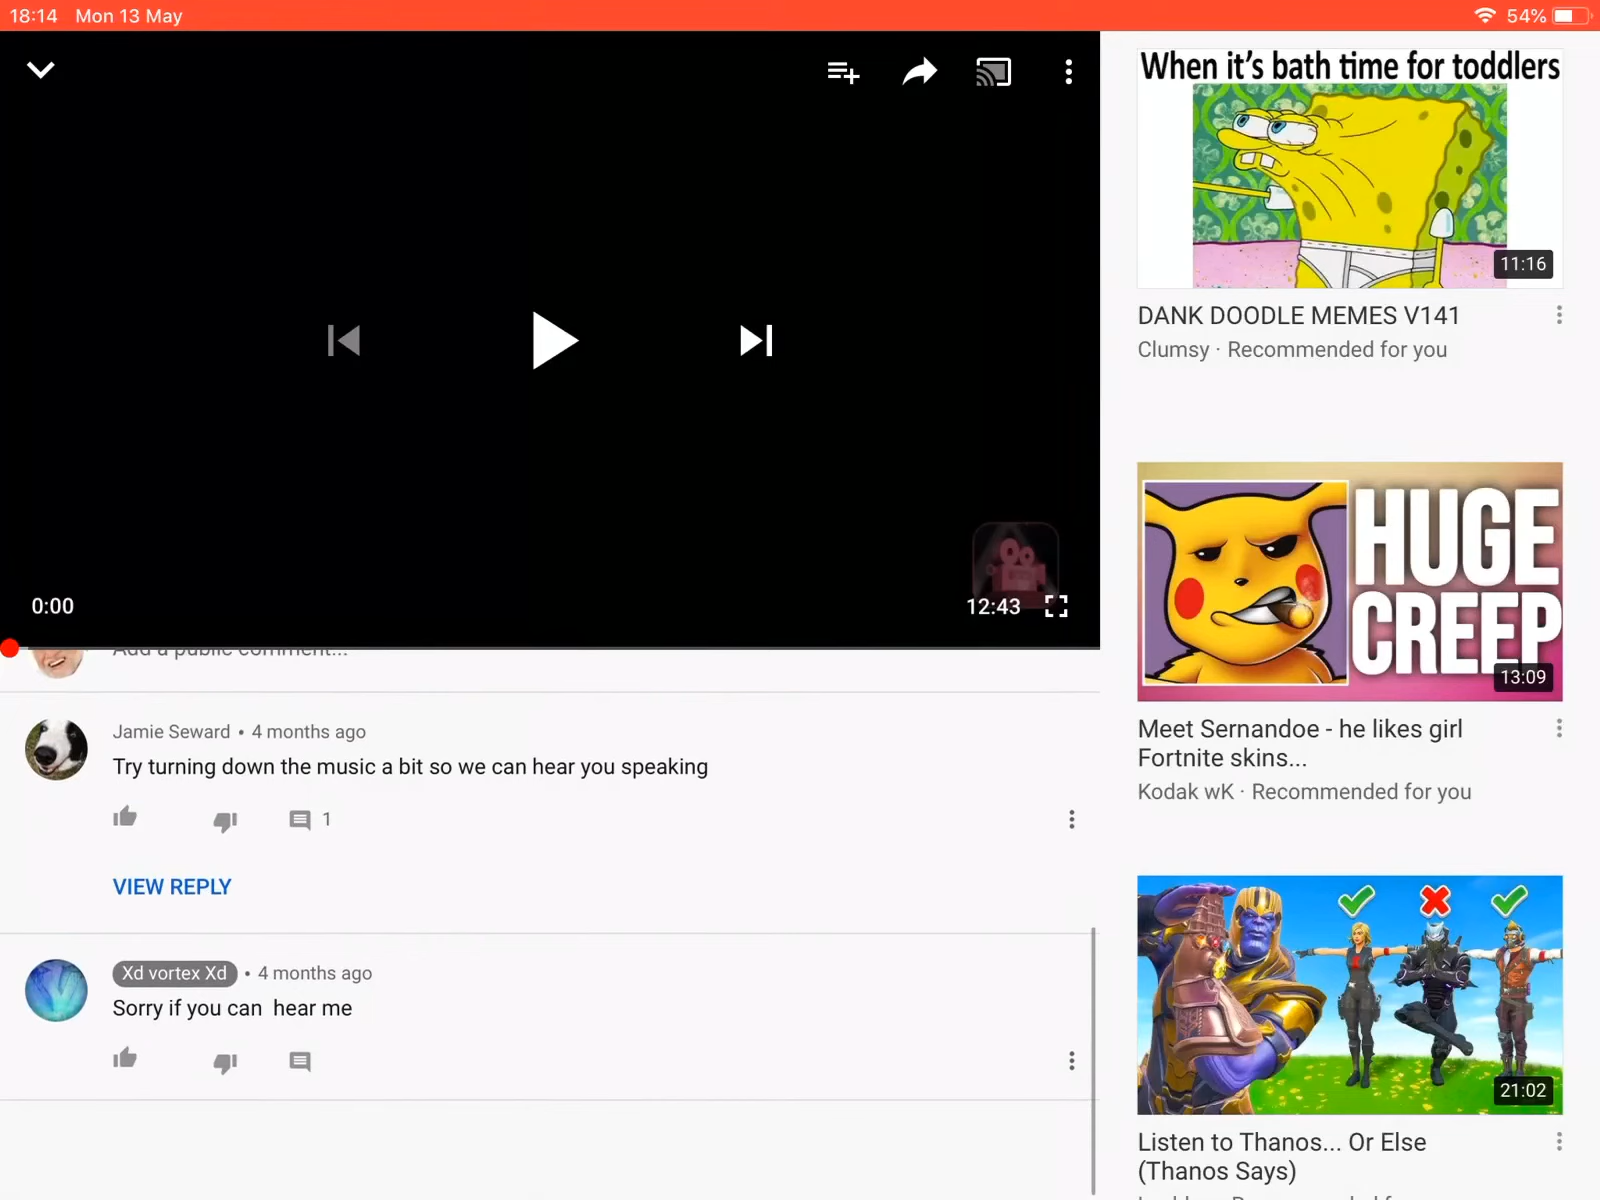 18:14 Mon 13 May
54%
0:00
12:43
Add a public comment...
Jamie Seward • 4 months ago
Try turning down the music a bit so we can hear you speaking
1
VIEW REPLY
Xd vortex Xd • 4 months ago
Sorry if you can  hear me
When it's bath time for toddlers
11:16
DANK DOODLE MEMES V141
Clumsy · Recommended for you
HUGE
CREEP
13:09
Meet Sernandoe - he likes girl
Fortnite skins...
Kodak wK · Recommended for you
21:02
Listen to Thanos... Or Else
(Thanos Says)